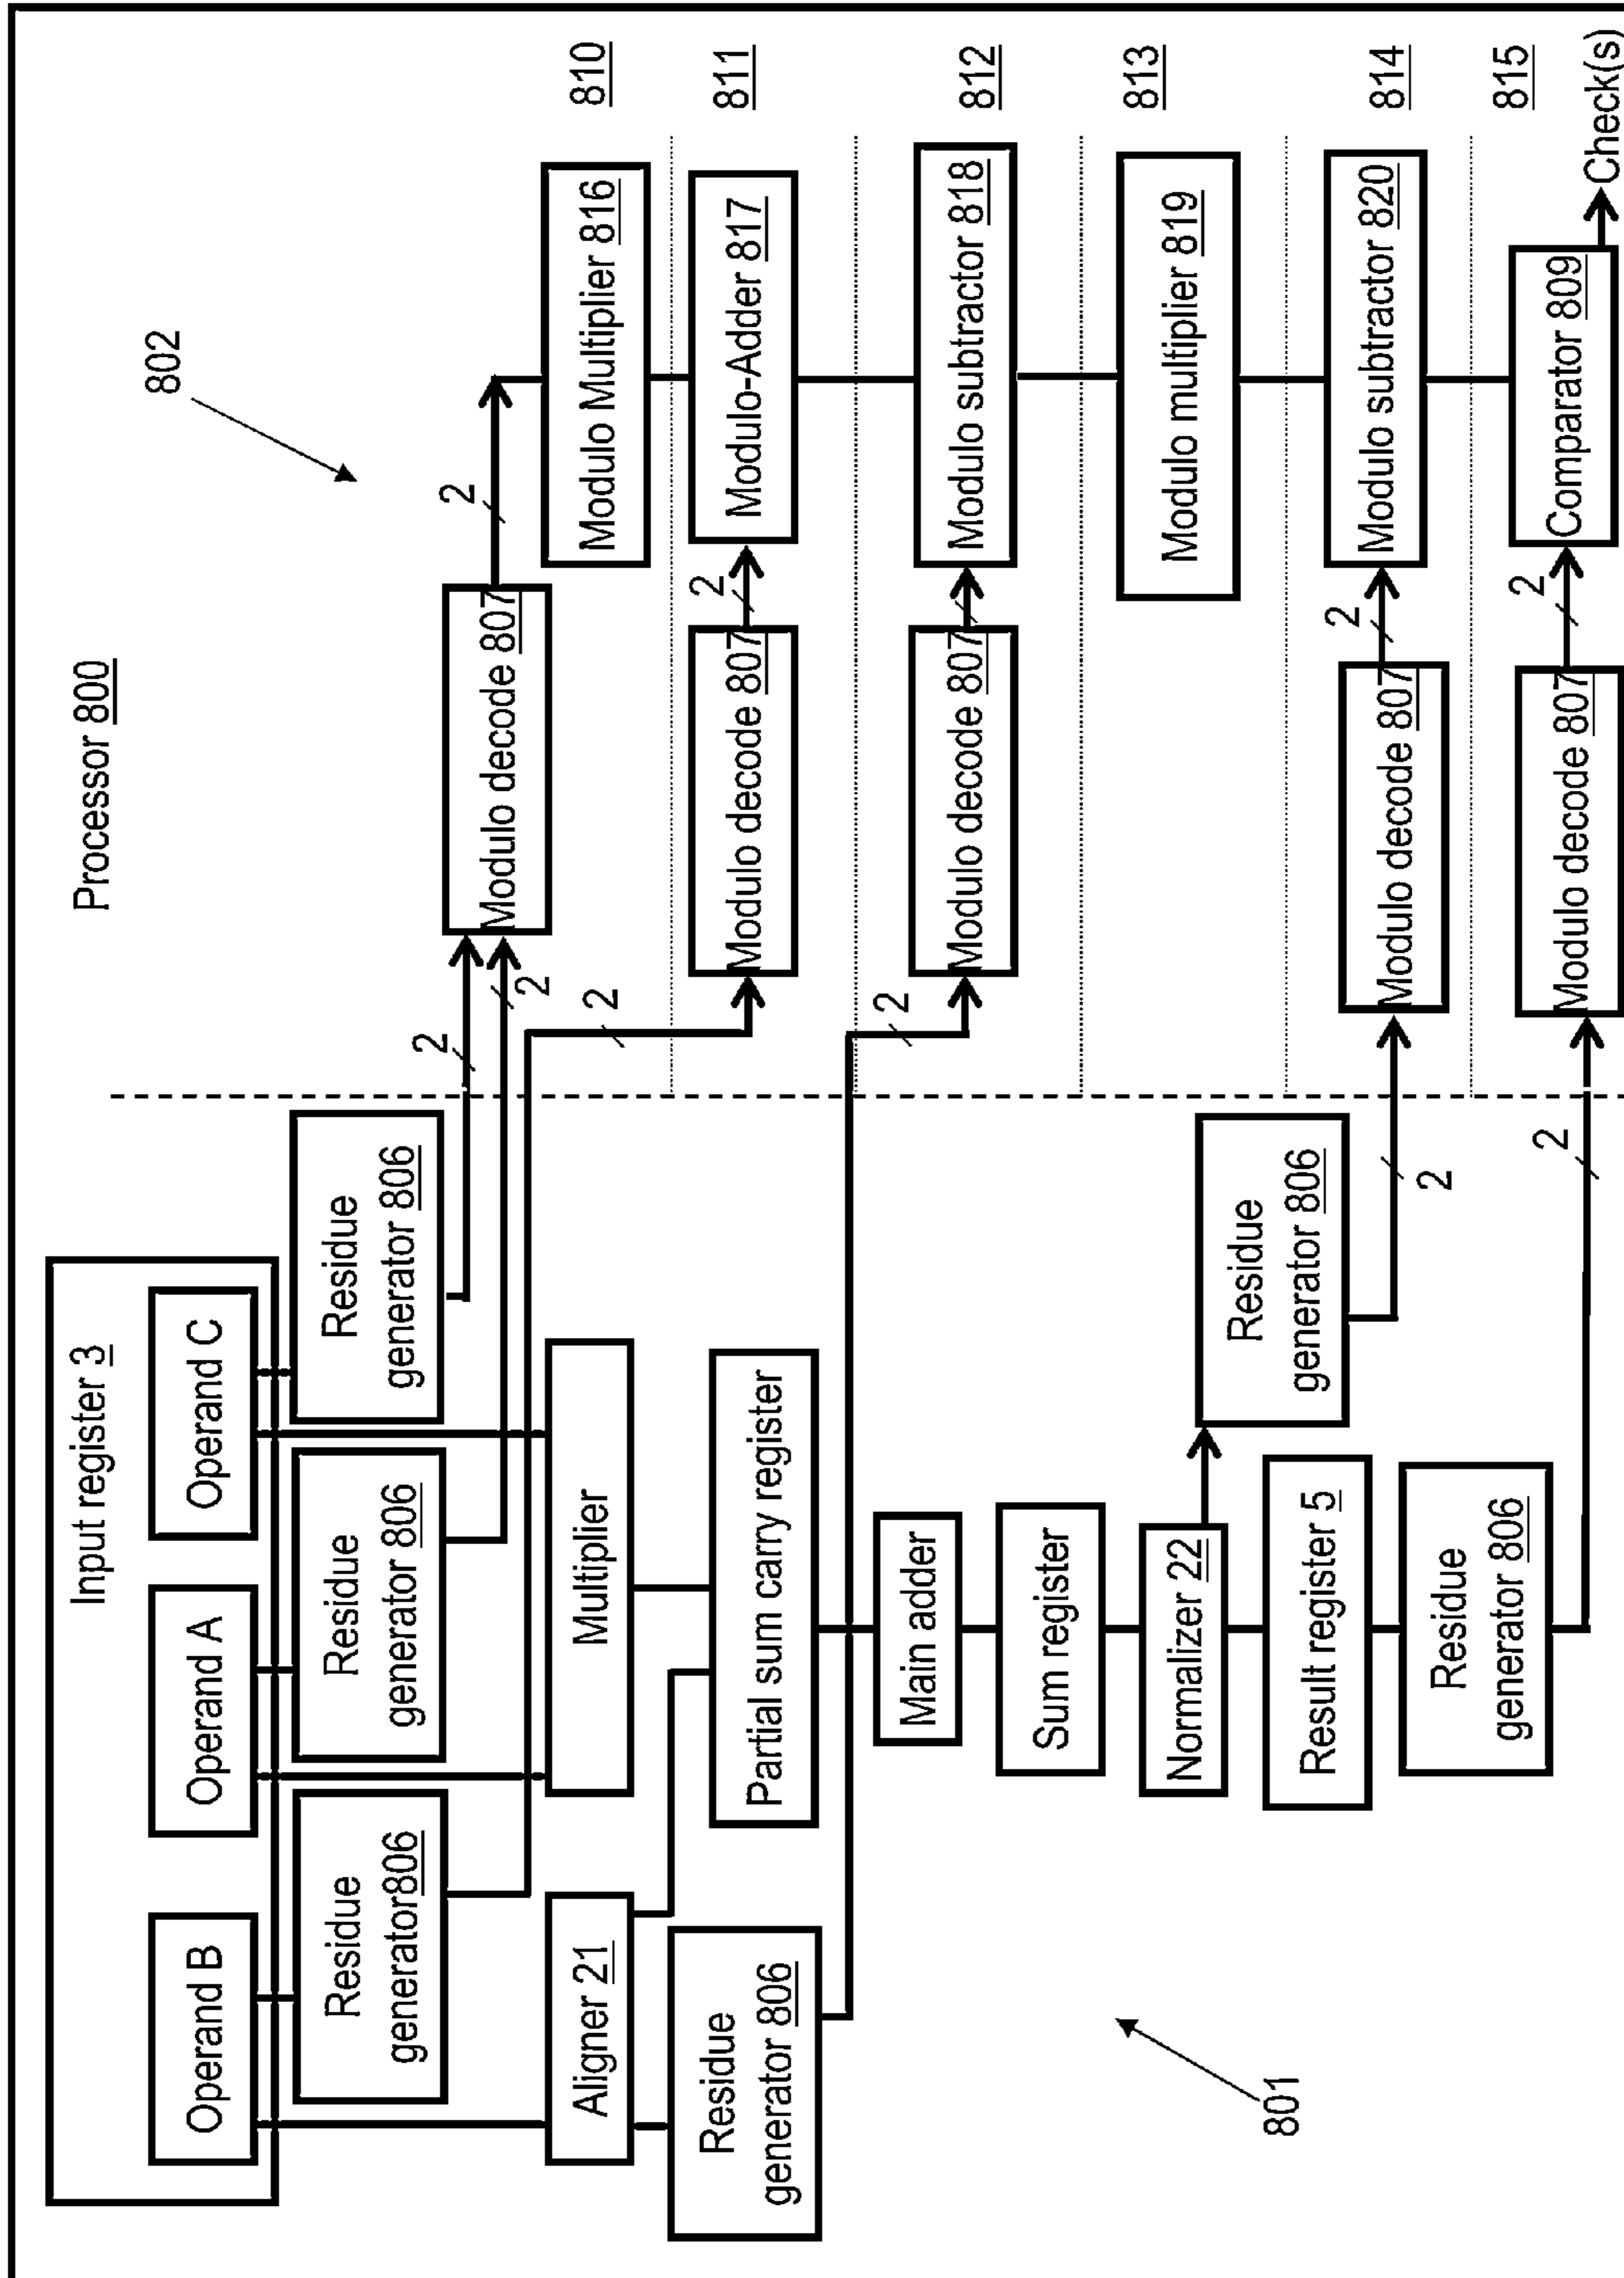 Processor 800
802
Input register 3
Operand B
Operand A
Operand C
Residue
generator806
Residue
generator 806
Residue
generator 806
2
2
2
Modulo decode 807
2
Modulo Multiplier 816
810
Aligner 21
Multiplier
Modulo decode 807
2
Modulo-Adder 817
811
Residue
generator 806
Partial sum carry register
2
Modulo decode 807
2
Modulo subtractor 818
812
Main adder
Sum register
Modulo multiplier 819
813
Normalizer 22
Residue
generator 806
2
Modulo decode 807
2
Modulo subtractor 820
814
Result register 5
Residue
generator 806
2
Modulo decode 807
2
Comparator 809
815
Check(s)
801